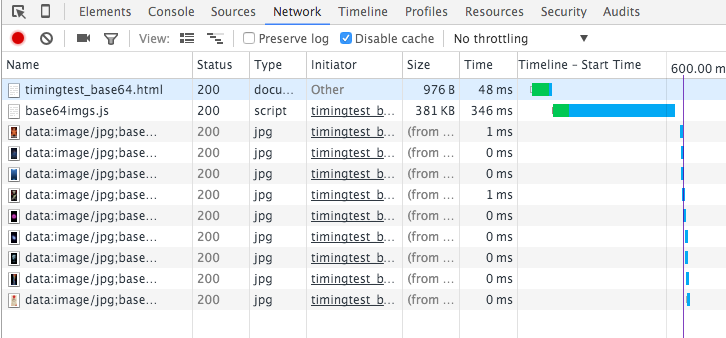 Elements Console Sources Network Timeline Profiles Resources Security Audits
View: Preserve log Disable cache No throttling
Name Status Type Initiator Size Time Timeline – Start Time 600.00 m
timingtest_base64.html 200 docu... Other 976 B 48 ms
base64imgs.js 200 script timingtest_b... 381 KB 346 ms
data:image/jpg;base... 200 jpg timingtest_b... (from ... 1 ms
data:image/jpg;base... 200 jpg timingtest_b... (from ... 0 ms
data:image/jpg;base... 200 jpg timingtest_b... (from ... 0 ms
data:image/jpg;base... 200 jpg timingtest_b... (from ... 1 ms
data:image/jpg;base... 200 jpg timingtest_b... (from ... 0 ms
data:image/jpg;base... 200 jpg timingtest_b... (from ... 0 ms
data:image/jpg;base... 200 jpg timingtest_b... (from ... 0 ms
data:image/jpg;base... 200 jpg timingtest_b... (from ... 0 ms
data:image/jpg;base... 200 jpg timingtest_b... (from ... 0 ms